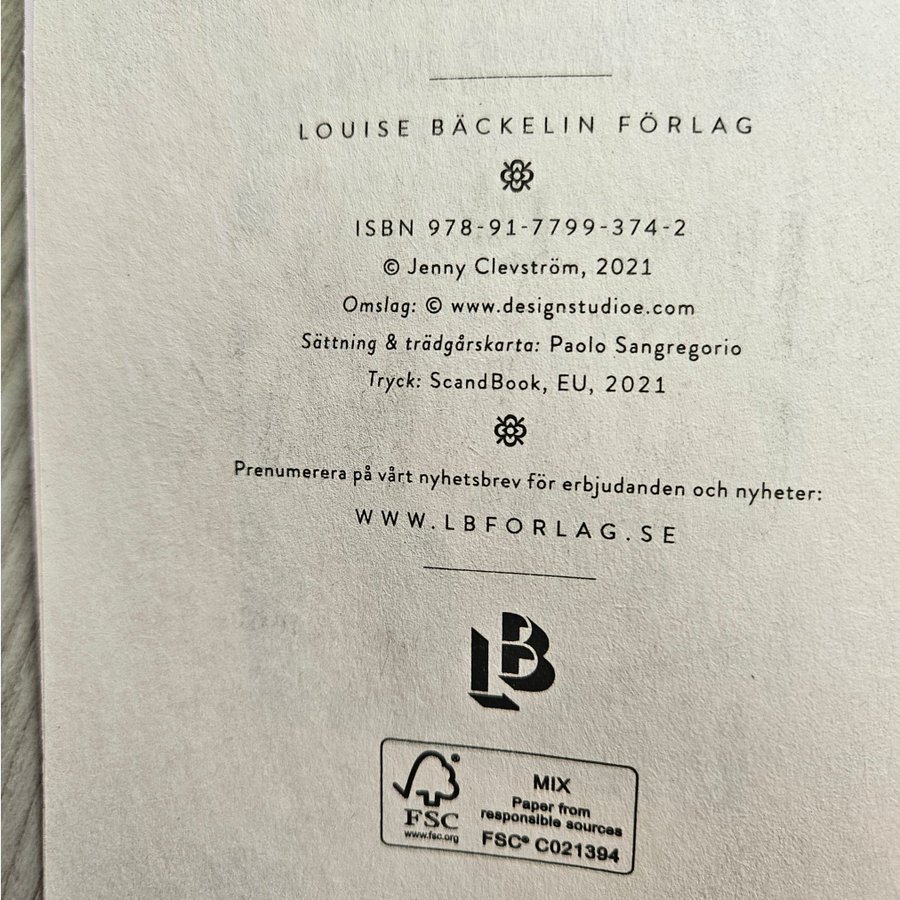 LOUISE BÄCKELIN FÖRLAG
ISBN 978-91-7799-374-2
© Jenny Clevström, 2021
Omslag: © www.designstudioe.com
Sättning & trädgårskarta: Paolo Sangregorio
Tryck: ScandBook, EU, 2021
Prenumerera på vårt nyhetsbrev för erbjudanden och nyheter:
WWW.LBFORLAG.SE
LB
FSC
www.fsc.org
MIX
Paper from
responsible sources
FSC® C021394